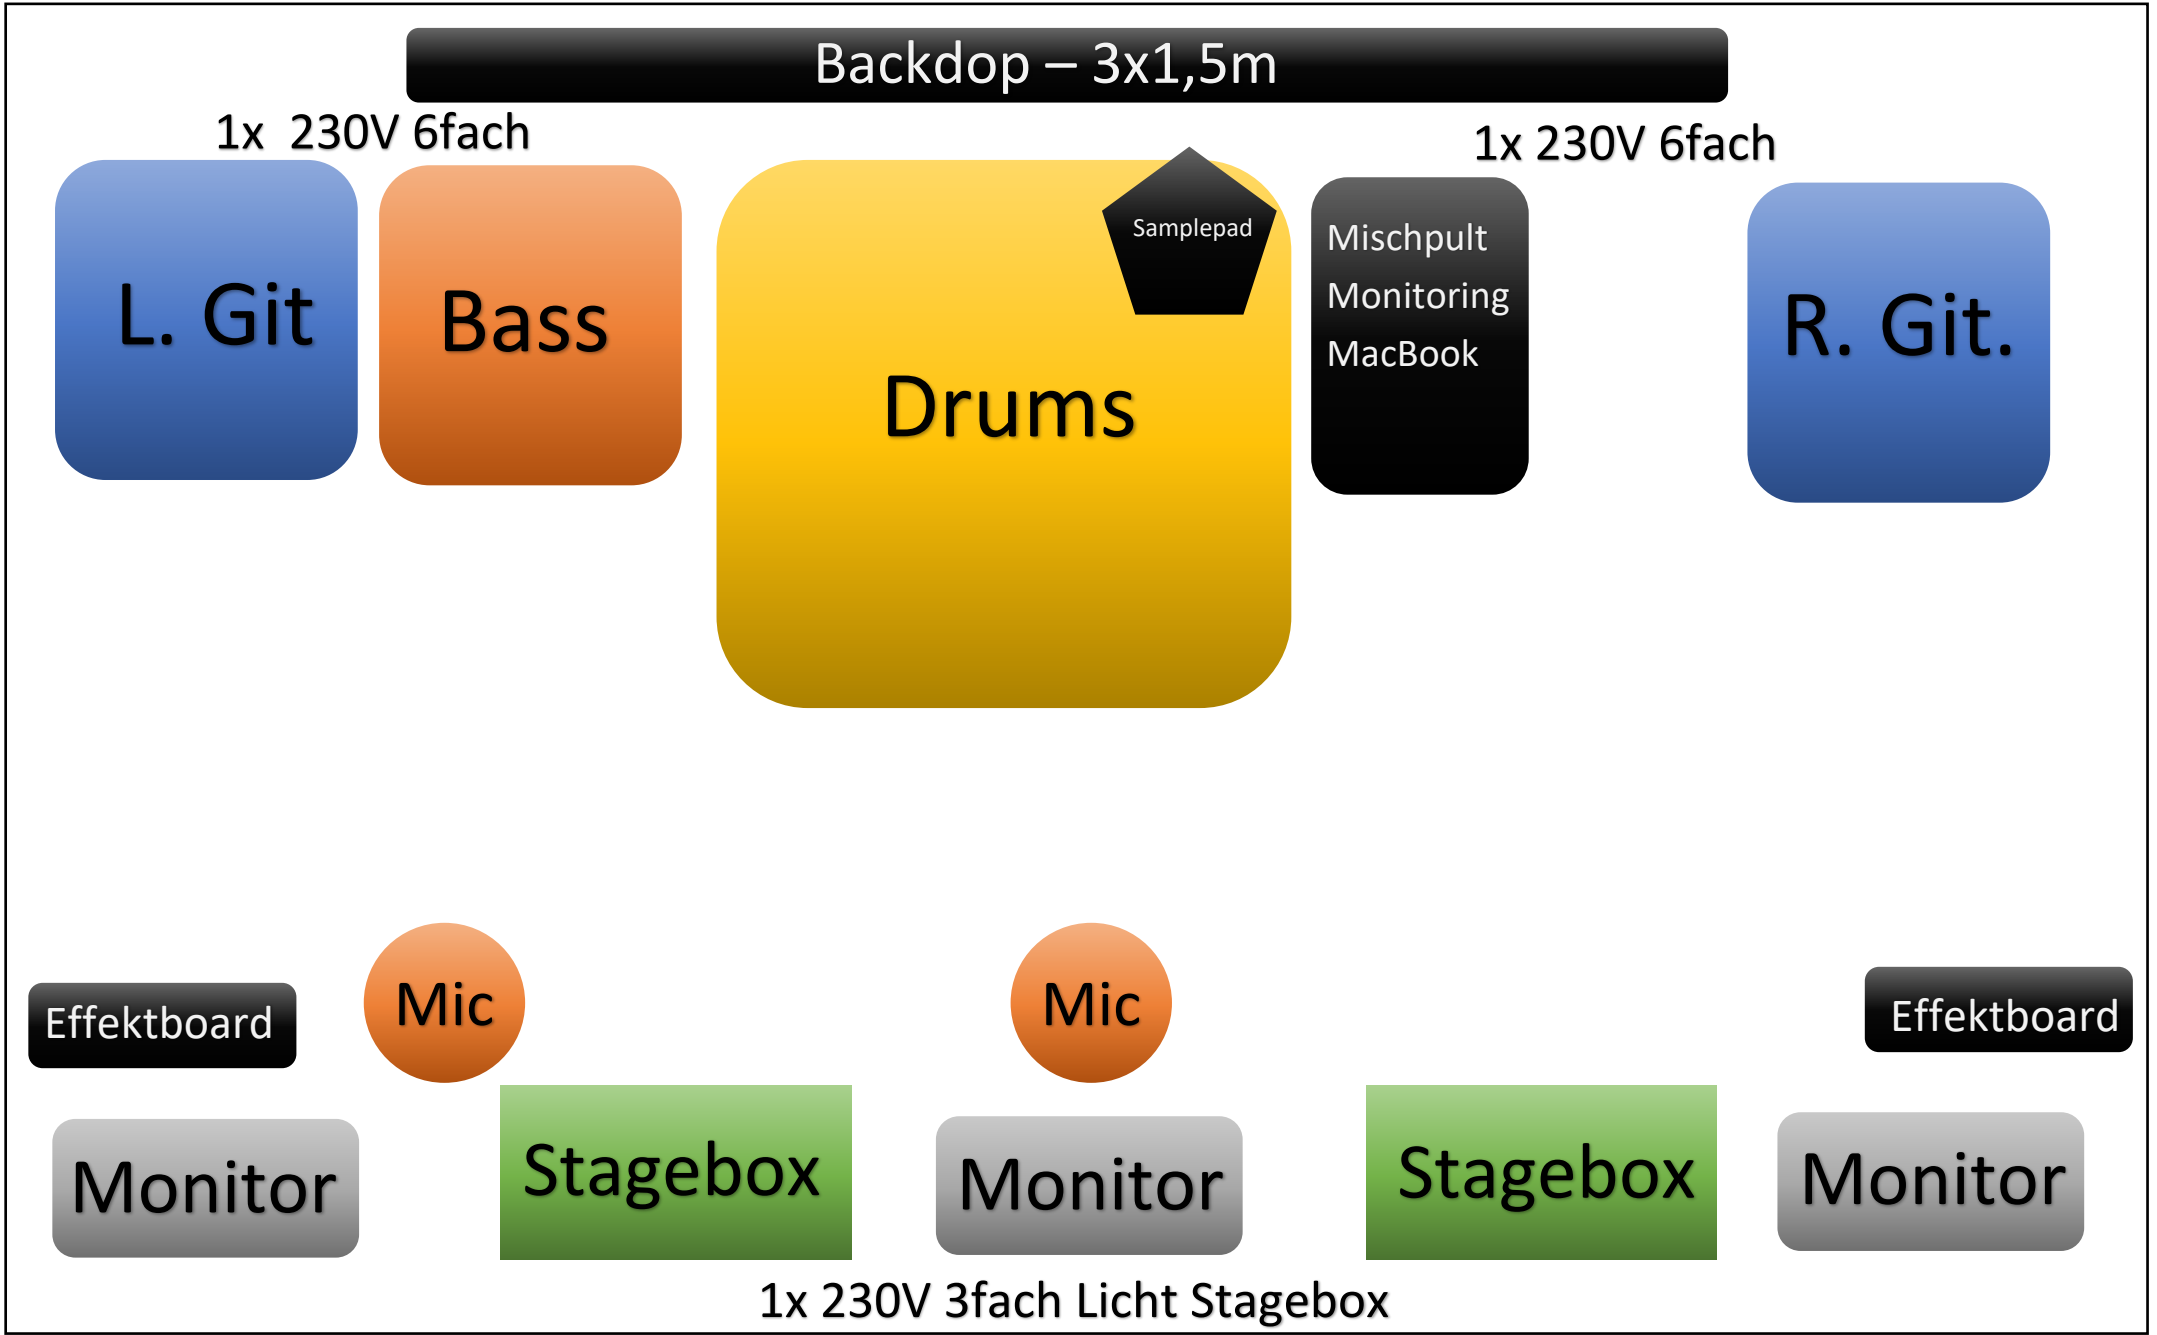 Backdop – 3x1,5m
1x  230V 6fach
1x 230V 6fach
L. Git
Bass
Drums
Samplepad
Mischpult
Monitoring
MacBook
R. Git.
Effektboard
Mic
Mic
Effektboard
Monitor
Stagebox
Monitor
Stagebox
Monitor
1x 230V 3fach Licht Stagebox